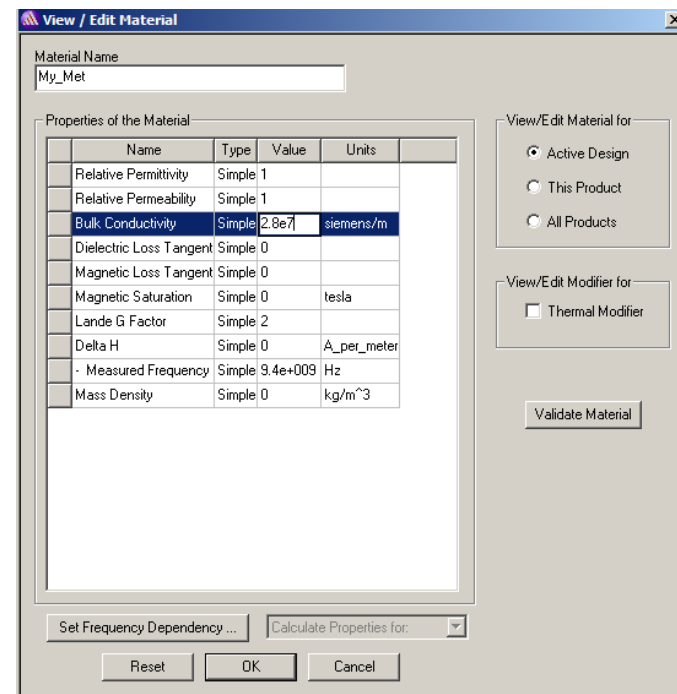 View / Edit Material
Material Name
My_Met
Properties of the Material
Name Type Value Units
Relative Permittivity Simple 1
Relative Permeability Simple 1
Bulk Conductivity Simple 2.8e7 siemens/m
Dielectric Loss Tangent Simple 0
Magnetic Loss Tangent Simple 0
Magnetic Saturation Simple 0 tesla
Lande G Factor Simple 2
Delta H Simple 0 A_per_meter
- Measured Frequency Simple 9.4e+009 Hz
Mass Density Simple 0 kg/m^3
View/Edit Material for
Active Design
This Product
All Products
View/Edit Modifier for
Thermal Modifier
Validate Material
Set Frequency Dependency ... Calculate Properties for:
Reset OK Cancel